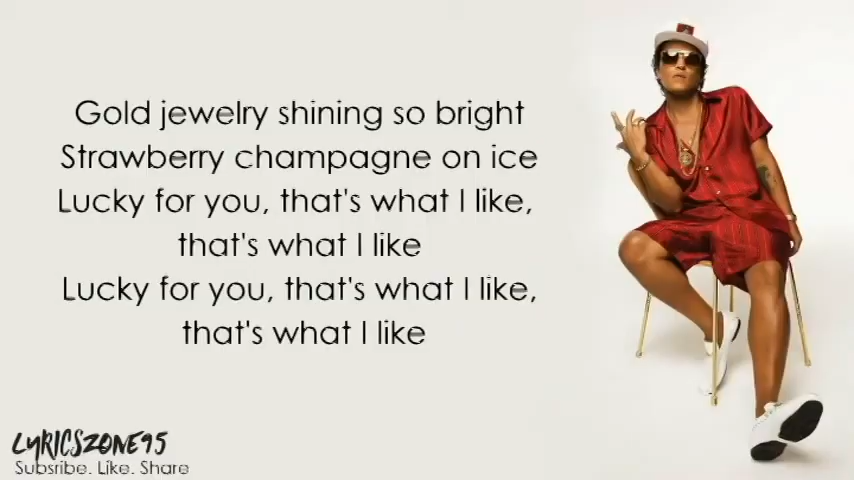 Gold jewelry shining so bright
Strawberry champagne on ice
Lucky for you, that's what I like,
that's what I like
Lucky for you, that's what I like,
that's what I like
LYRICSZONE95
Subsribe. Like. Share